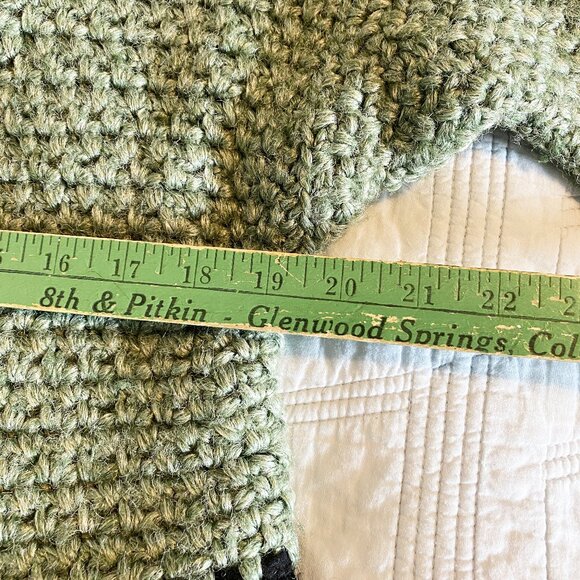 16 17 18 19 20 21 22
8th & Pitkin - Glenwood Springs, Col